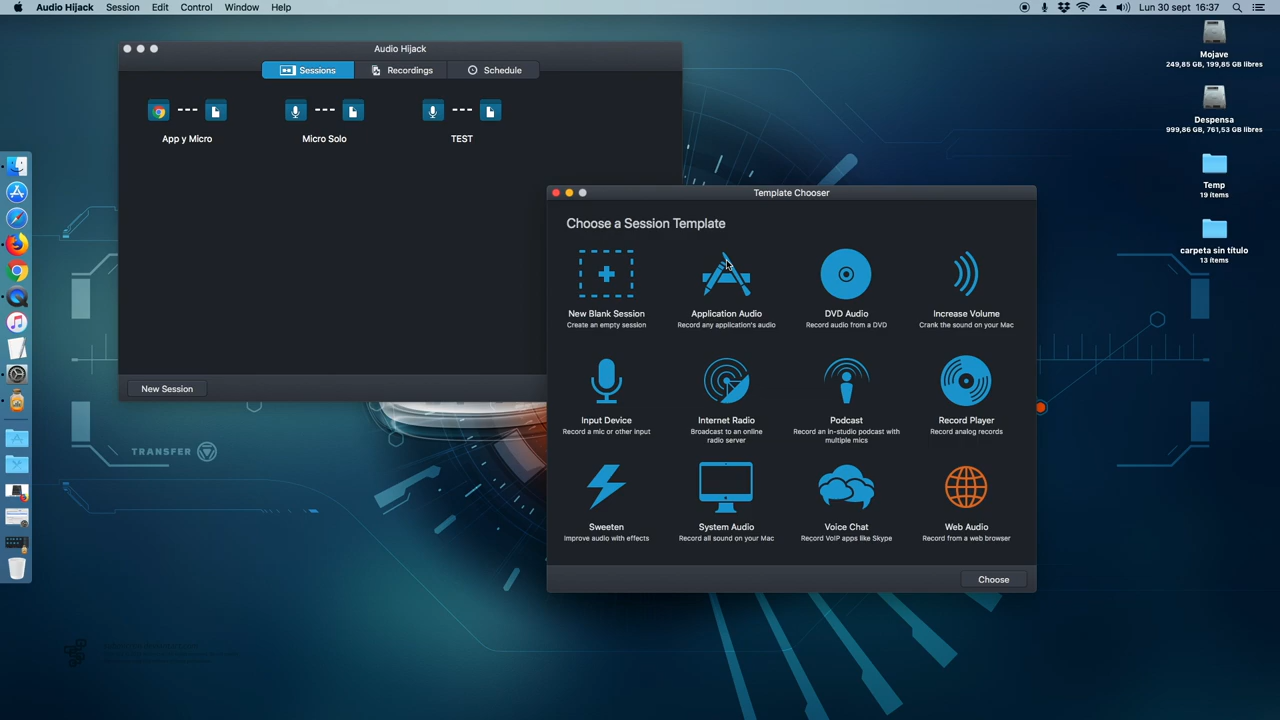 Audio Hijack Session Edit Control Window Help
Lun 30 sept 16:37
Audio Hijack
Sessions Recordings Schedule
App y Micro
Micro Solo
TEST
New Session
Template Chooser
Choose a Session Template
New Blank Session
Create an empty session
Application Audio
Record any application's audio
DVD Audio
Record audio from a DVD
Increase Volume
Crank the sound on your Mac
Input Device
Record a mic or other input
Internet Radio
Broadcast to an online
radio server
Podcast
Record an in-studio podcast with
multiple mics
Record Player
Record analog records
Sweeten
Improve audio with effects
System Audio
Record all sound on your Mac
Voice Chat
Record VoIP apps like Skype
Web Audio
Record from a web browser
Choose
Mojave
249,85 GB, 199,85 GB libres
Despensa
999,86 GB, 761,53 GB libres
Temp
19 ítems
carpeta sin título
13 ítems
TRANSFER